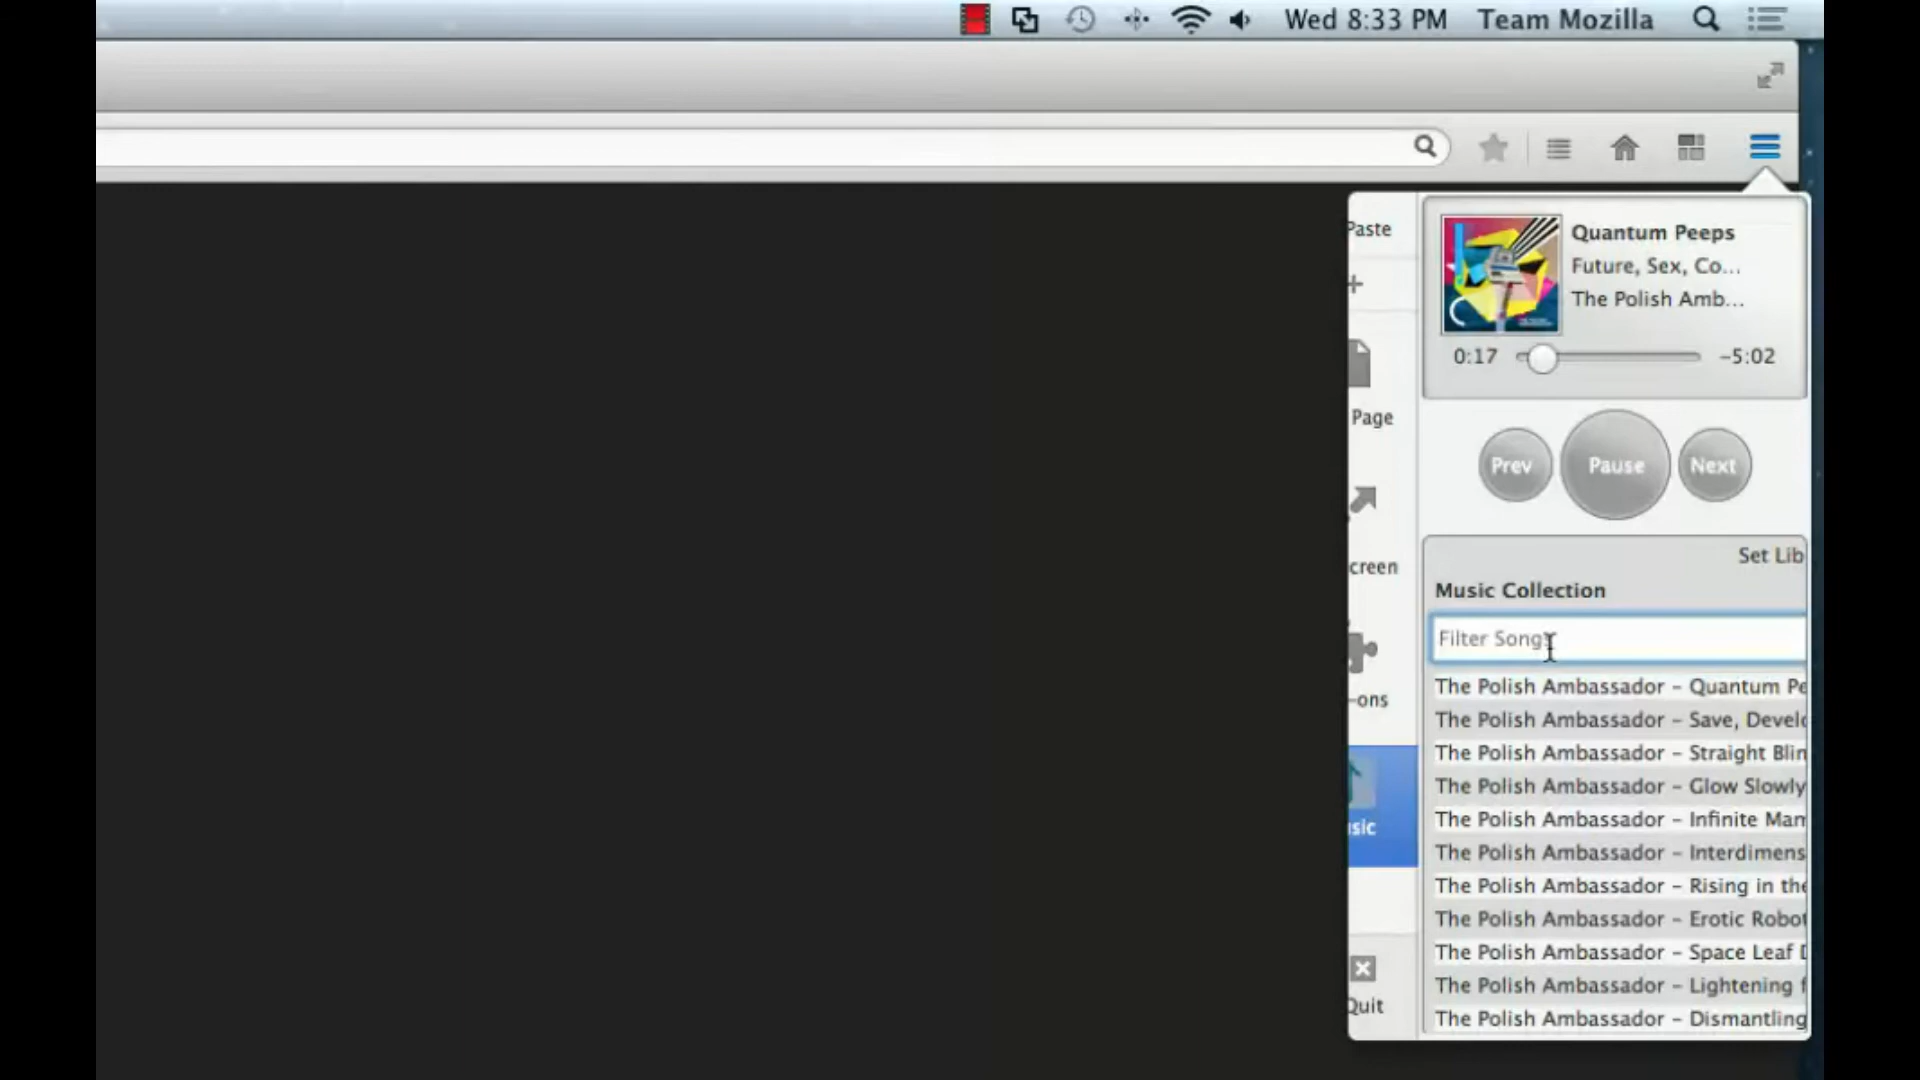 Wed 8:33 PM Team Mozilla
Paste
Quantum Peeps
Future, Sex, Co...
The Polish Amb...
0:17 -5:02
Page
Prev Pause Next
creen
Set Lib
Music Collection
Filter Songs
-ons
The Polish Ambassador - Quantum Pe
The Polish Ambassador - Save, Develo
The Polish Ambassador - Straight Blin
The Polish Ambassador - Glow Slowly
sic
The Polish Ambassador - Infinite Mam
The Polish Ambassador - Interdimens
The Polish Ambassador - Rising in the
The Polish Ambassador - Erotic Robot
The Polish Ambassador - Space Leaf D
The Polish Ambassador - Lightening f
Quit
The Polish Ambassador - Dismantling